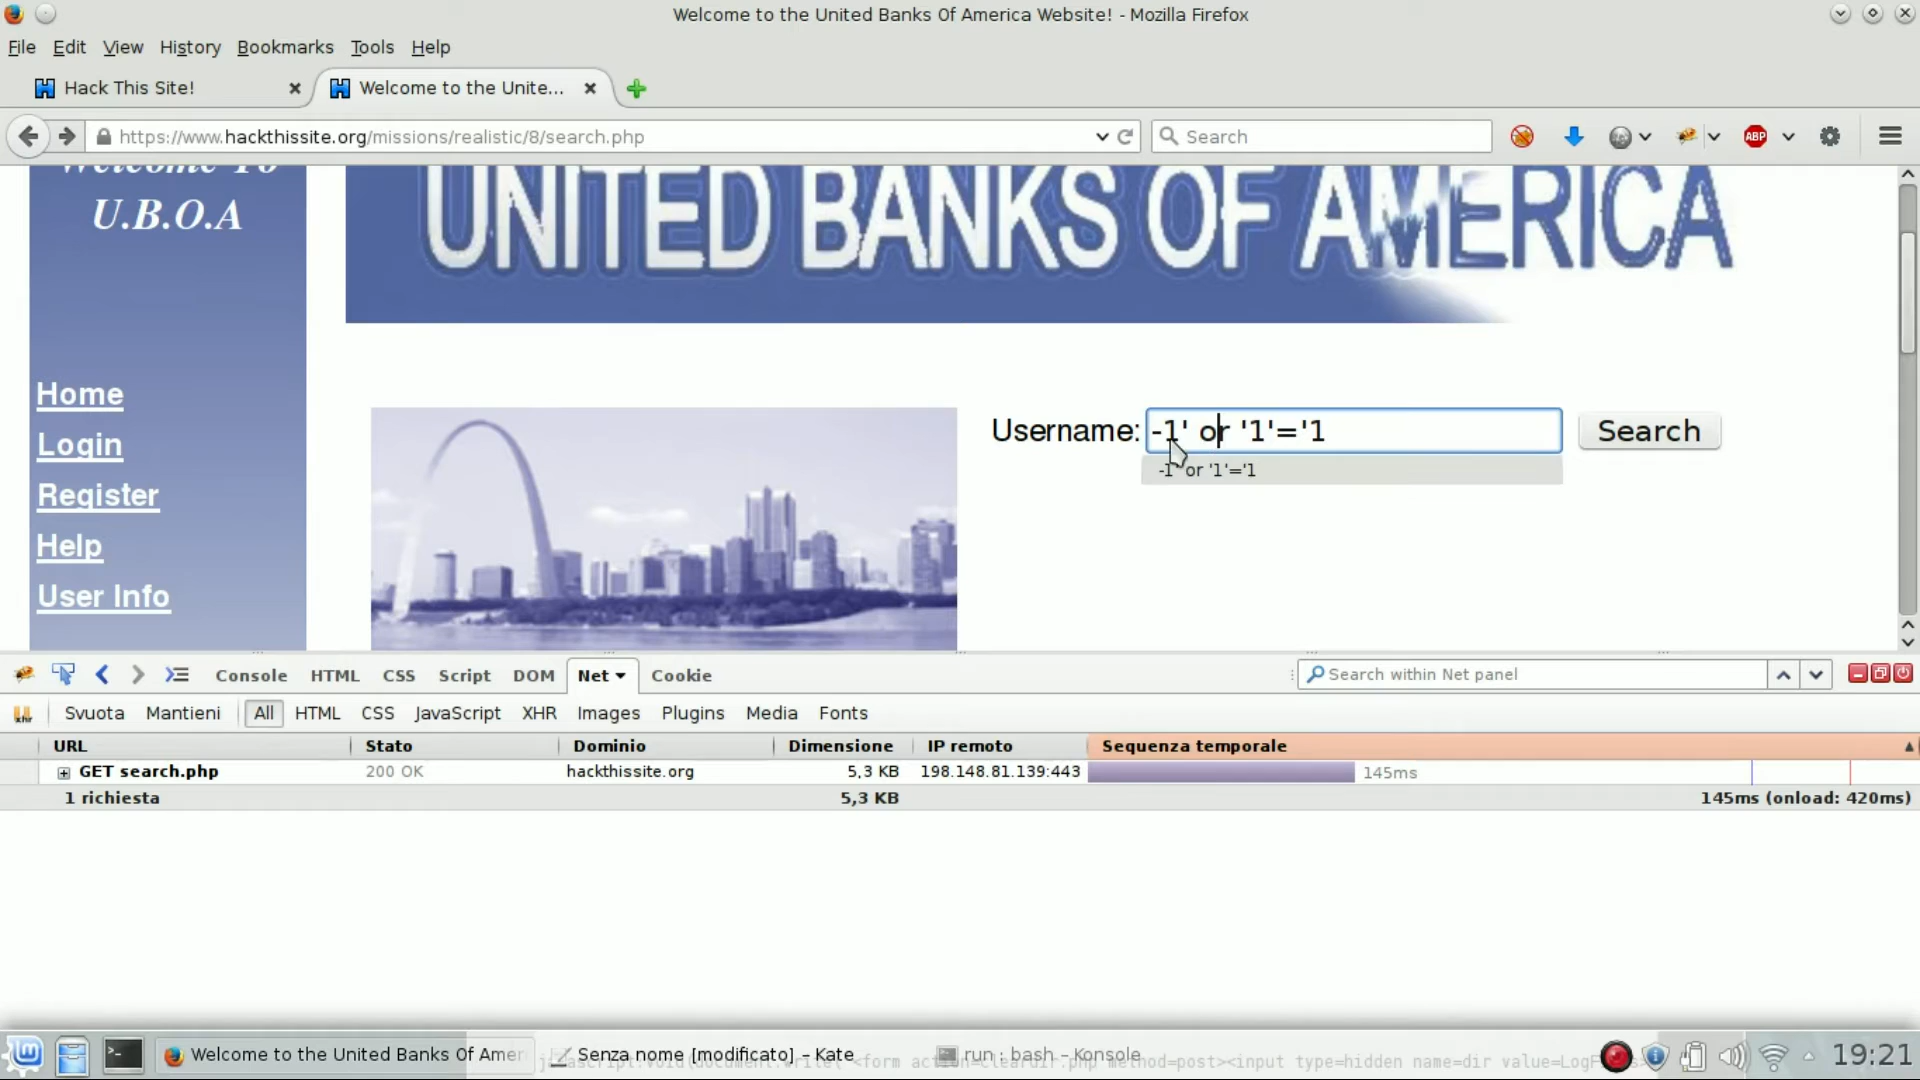 Welcome to the United Banks Of America Website! - Mozilla Firefox
File Edit View History Bookmarks Tools Help
Hack This Site!
Welcome to the Unite...
https://www.hackthissite.org/missions/realistic/8/search.php
Search
ABP
Welcome To
U.B.O.A
UNITED BANKS OF AMERICA
Home
Login
Register
Help
User Info
Username: -1' or '1'='1 Search
-1' or '1'='1
Console HTML CSS Script DOM Net Cookie
Search within Net panel
xhr Svuota Mantieni All HTML CSS JavaScript XHR Images Plugins Media Fonts
URL Stato Dominio Dimensione IP remoto Sequenza temporale
GET search.php 200 OK hackthissite.org 5,3 KB 198.148.81.139:443 145ms
1 richiesta 5,3 KB 145ms (onload: 420ms)
Welcome to the United Banks Of Amer
Senza nome [modificato] – Kate
run : bash – Konsole
19:21